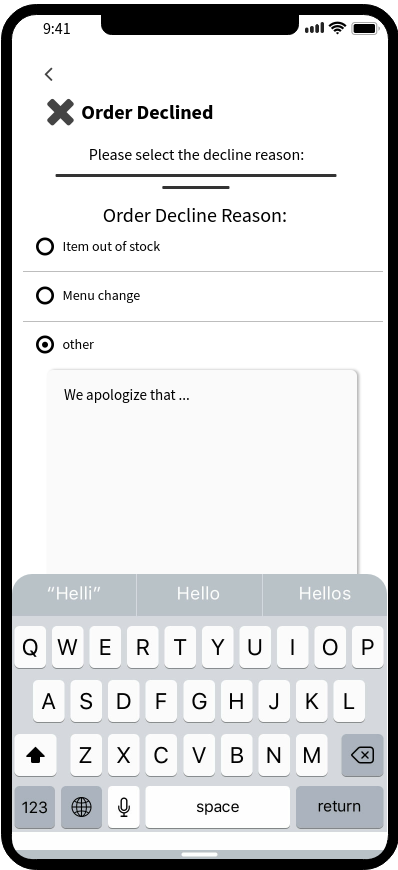 9:41
Order Declined
Please select the decline reason:
Order Decline Reason:
Item out of stock
Menu change
other
We apologize that ...
“Helli” Hello Hellos
Q W E R T Y U I O P
A S D F G H J K L
Z X C V B N M
123 space return